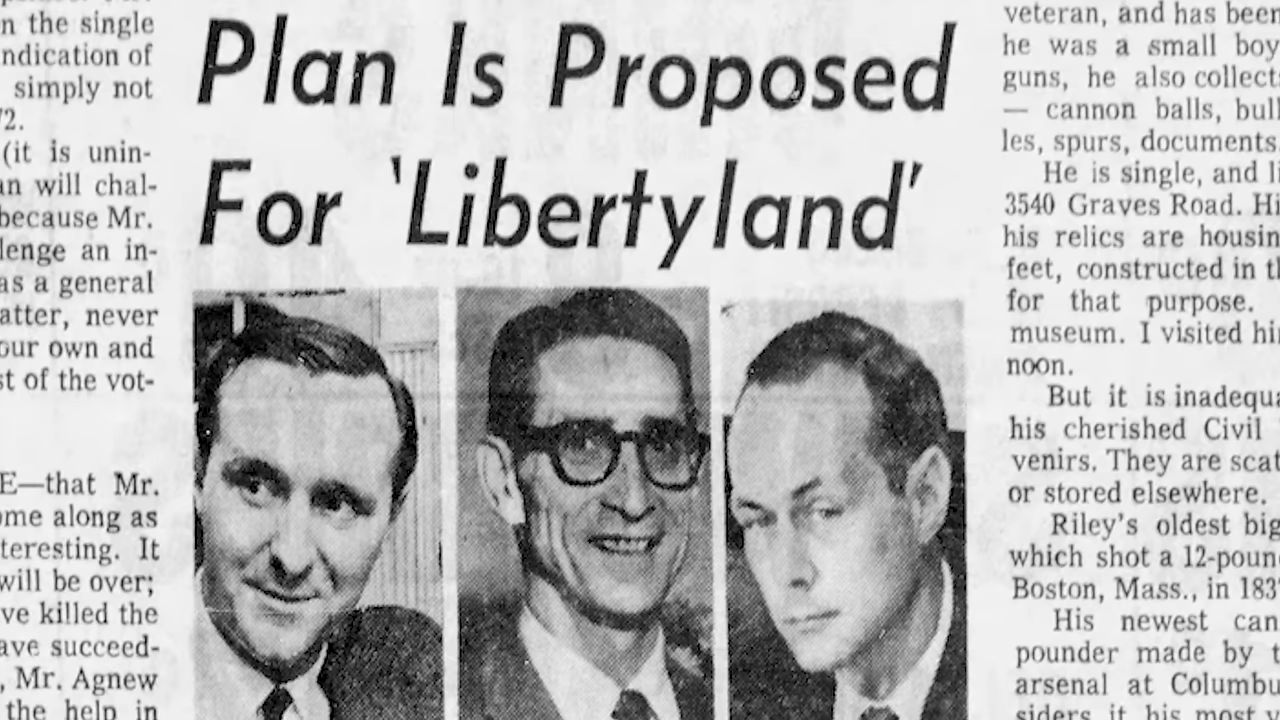 n the single
ndication of
simply not
72.
(it is unin-
an will chal-
because Mr.
lenge an in-
as a general
atter, never
our own and
st of the vot-
E—that Mr.
ome along as
teresting. It
will be over;
ve killed the
ave succeed-
, Mr. Agnew
the help in
Plan Is Proposed
For 'Libertyland'
veteran, and has been
he was a small boy
guns, he also collects
— cannon balls, bull
les, spurs, documents.
He is single, and li
3540 Graves Road. Hi
his relics are housin
feet, constructed in th
for that purpose.
museum. I visited hi
noon.
But it is inadequa
his cherished Civil
venirs. They are scat
or stored elsewhere.
Riley's oldest big
which shot a 12-poun
Boston, Mass., in 183
His newest can
pounder made by t
arsenal at Columbu
siders it his most v